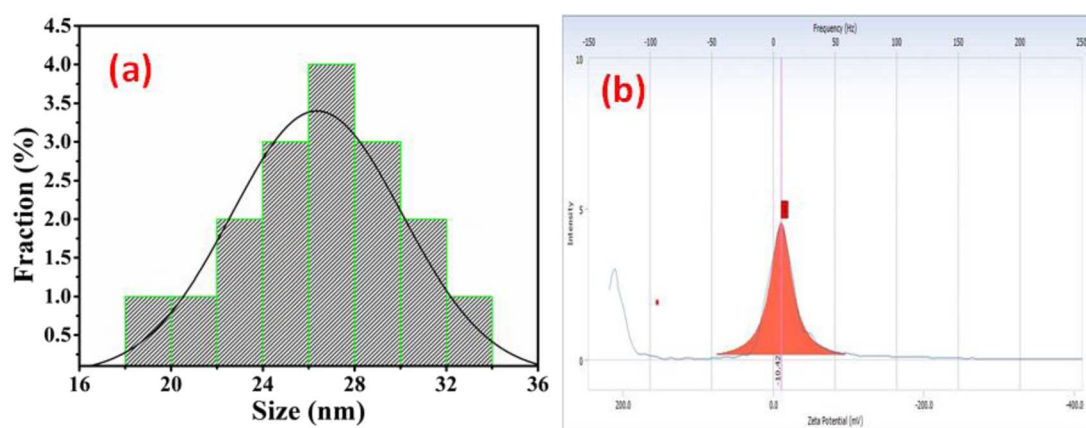 (a)
4.5
4.0
3.5
3.0
2.5
2.0
1.5
1.0
0.5
Fraction (%)
16 20 24 28 32 36
Size (nm)
(b)
Frequency (Hz)
-150 -100 -50 0 50 100 150 200 250
10
5
0
Intensity
-10.42
200.0 0.0 -200.0 -400.0
Zeta Potential (mV)